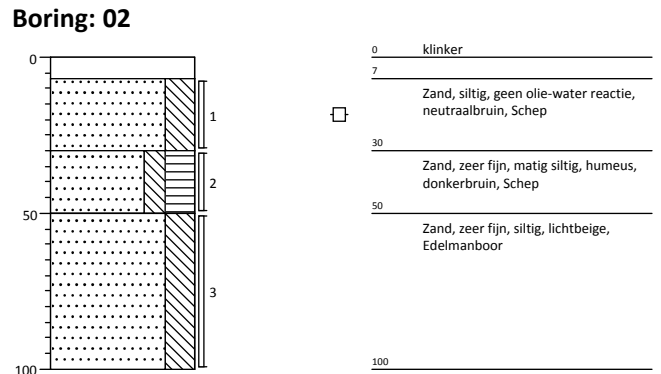 Boring: 02
0
50
100
1
2
3
0 klinker
7
Zand, siltig, geen olie-water reactie,
neutraalbruin, Schep
30
Zand, zeer fijn, matig siltig, humeus,
donkerbruin, Schep
50
Zand, zeer fijn, siltig, lichtbeige,
Edelmanboor
100